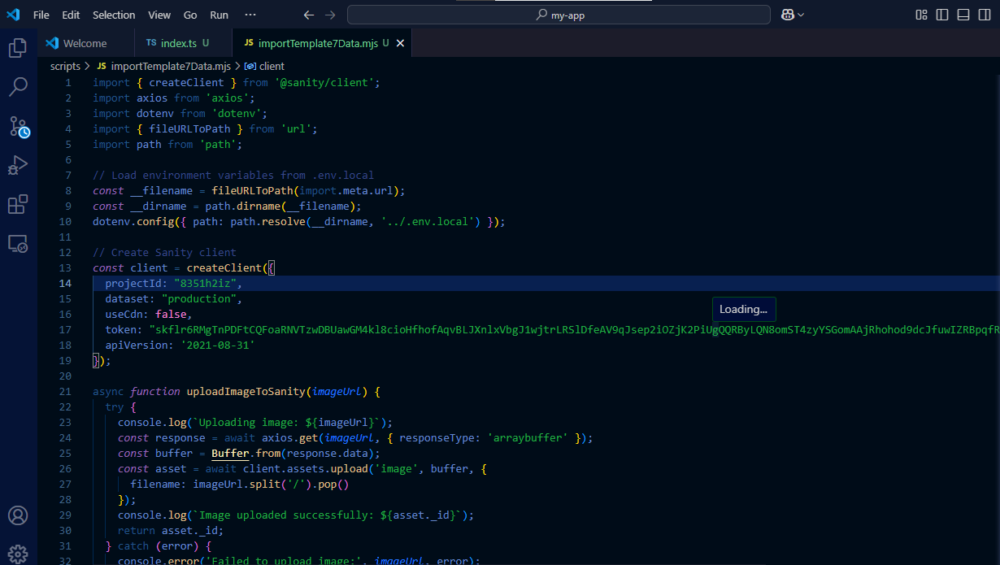 File Edit Selection View Go Run ··· my-app
Welcome TS index.ts U JS importTemplate7Data.mjs U
scripts > JS importTemplate7Data.mjs > client
1 import { createClient } from '@sanity/client';
2 import axios from 'axios';
3 import dotenv from 'dotenv';
4 import { fileURLToPath } from 'url';
5 import path from 'path';
6
7 // Load environment variables from .env.local
8 const __filename = fileURLToPath(import.meta.url);
9 const __dirname = path.dirname(__filename);
10 dotenv.config({ path: path.resolve(__dirname, '../.env.local') });
11
12 // Create Sanity client
13 const client = createClient({
14 projectId: "8351h2iz",
15 dataset: "production",
Loading...
16 useCdn: false,
17 token: "skflr6RMgTnPDFtCQFoaRNVTzwDBUawGM4kl8cioHfhofAqvBLJXnlxVbgJ1wjtrLRSlDfeAV9qJsep2iOZjK2PiUgQQRByLQN8omST4zyYSGomAAjRhohod9dcJfuwIZRBpqfR
18 apiVersion: '2021-08-31'
19 });
20
21 async function uploadImageToSanity(imageUrl) {
22 try {
23 console.log(`Uploading image: ${imageUrl}`);
24 const response = await axios.get(imageUrl, { responseType: 'arraybuffer' });
25 const buffer = Buffer.from(response.data);
26 const asset = await client.assets.upload('image', buffer, {
27 filename: imageUrl.split('/').pop()
28 });
29 console.log(`Image uploaded successfully: ${asset._id}`);
30 return asset._id;
31 } catch (error) {
32 console.error('Failed to upload image:', imageUrl, error);